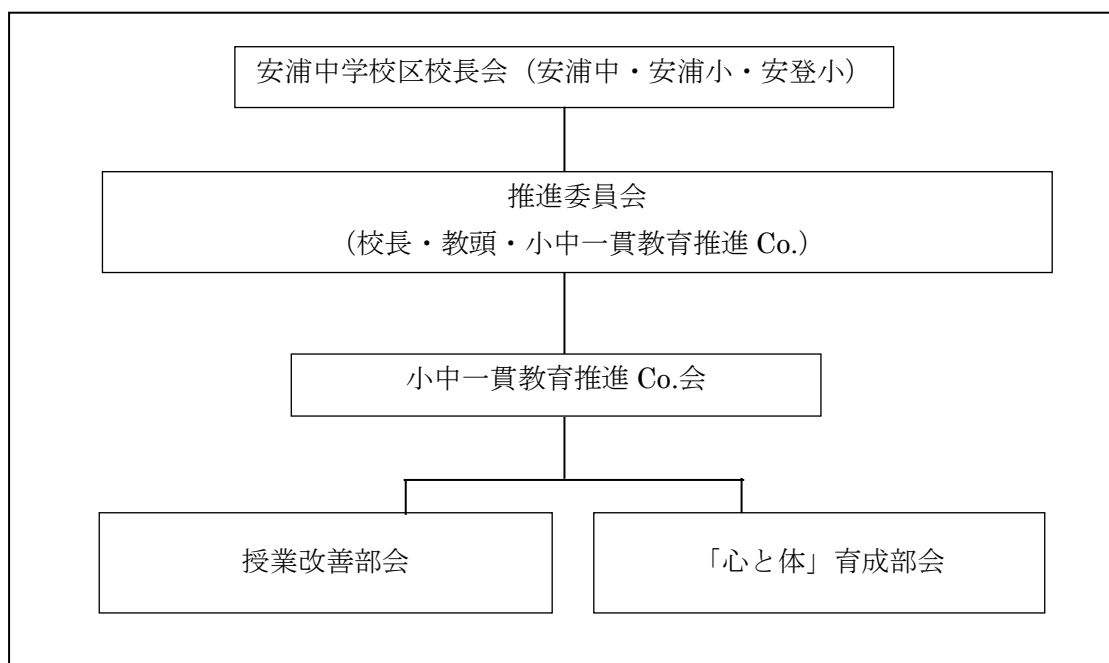 安浦中学校区校長会（安浦中・安浦小・安登小）
推進委員会
（校長・教頭・小中一貫教育推進 Co.）
小中一貫教育推進 Co.会
授業改善部会
「心と体」育成部会